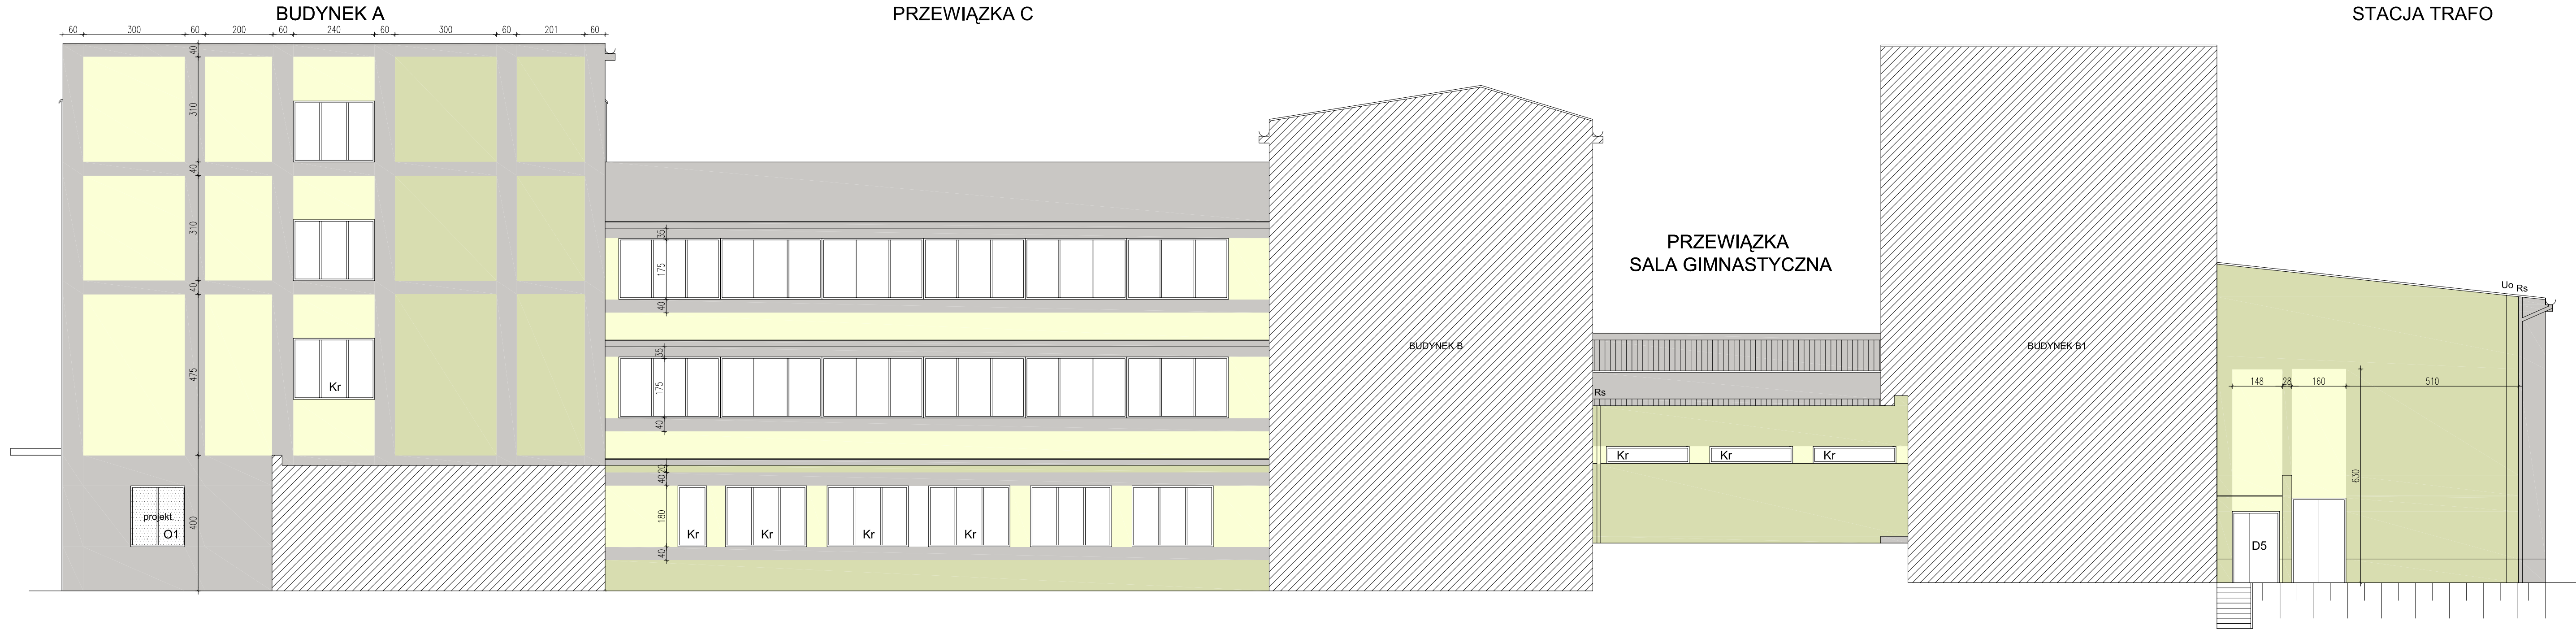 BUDYNEK A
PRZEWIĄZKA C
STACJA TRAFO
60 300 60 200 60 240 60 300 60 201 60
40
310
40
310
40
475
400
Kr
projekt.
O1
35
175
40
35
175
40
20
40
180
40
Kr Kr Kr Kr
BUDYNEK B
PRZEWIĄZKA
SALA GIMNASTYCZNA
Rs
Kr Kr Kr
BUDYNEK B1
Uo Rs
148 28 160 510
630
D5